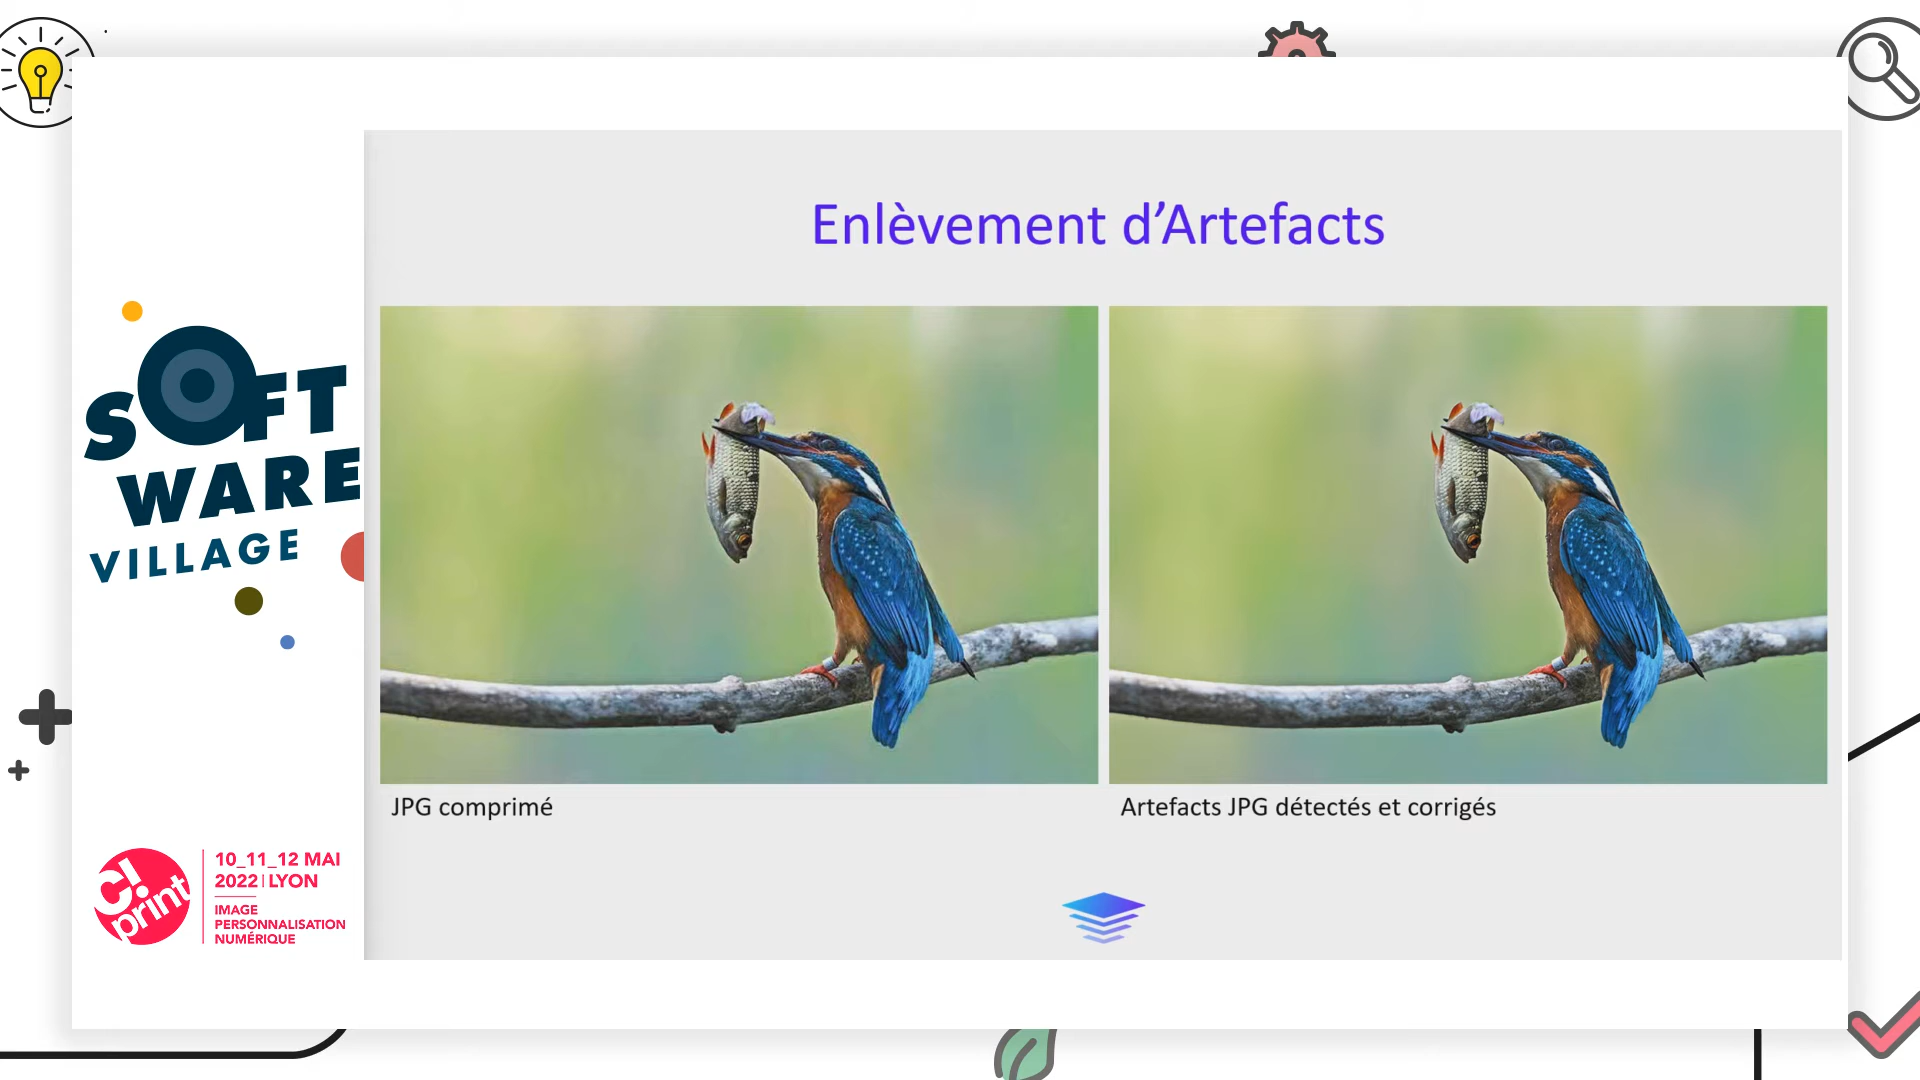 Enlèvement d’Artefacts
SOFT
WARE
VILLAGE
JPG comprimé
Artefacts JPG détectés et corrigés
C!print
10_11_12 MAI
2022 | LYON
IMAGE
PERSONNALISATION
NUMÉRIQUE